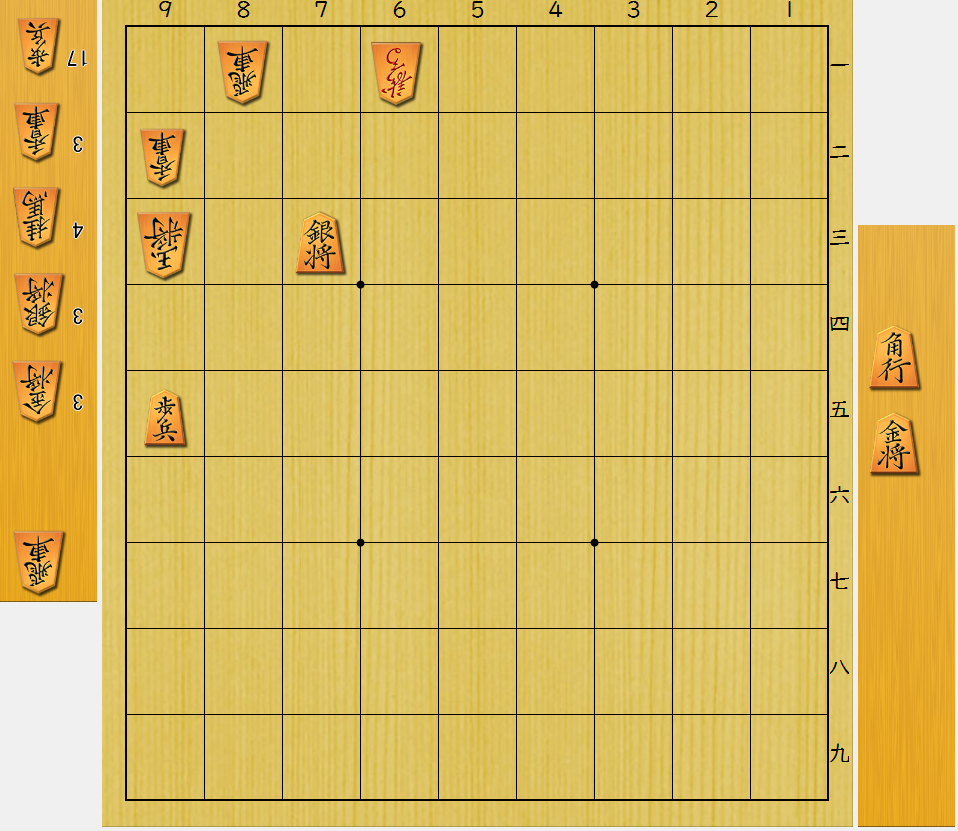 9 8 7 6 5 4 3 2 1
歩兵 17
香車 3
桂馬 4
銀将 3
金将 3
飛車
飛車
香車
玉将 銀将
歩兵
一
二
三
四
五
六
七
八
九
角行
金将